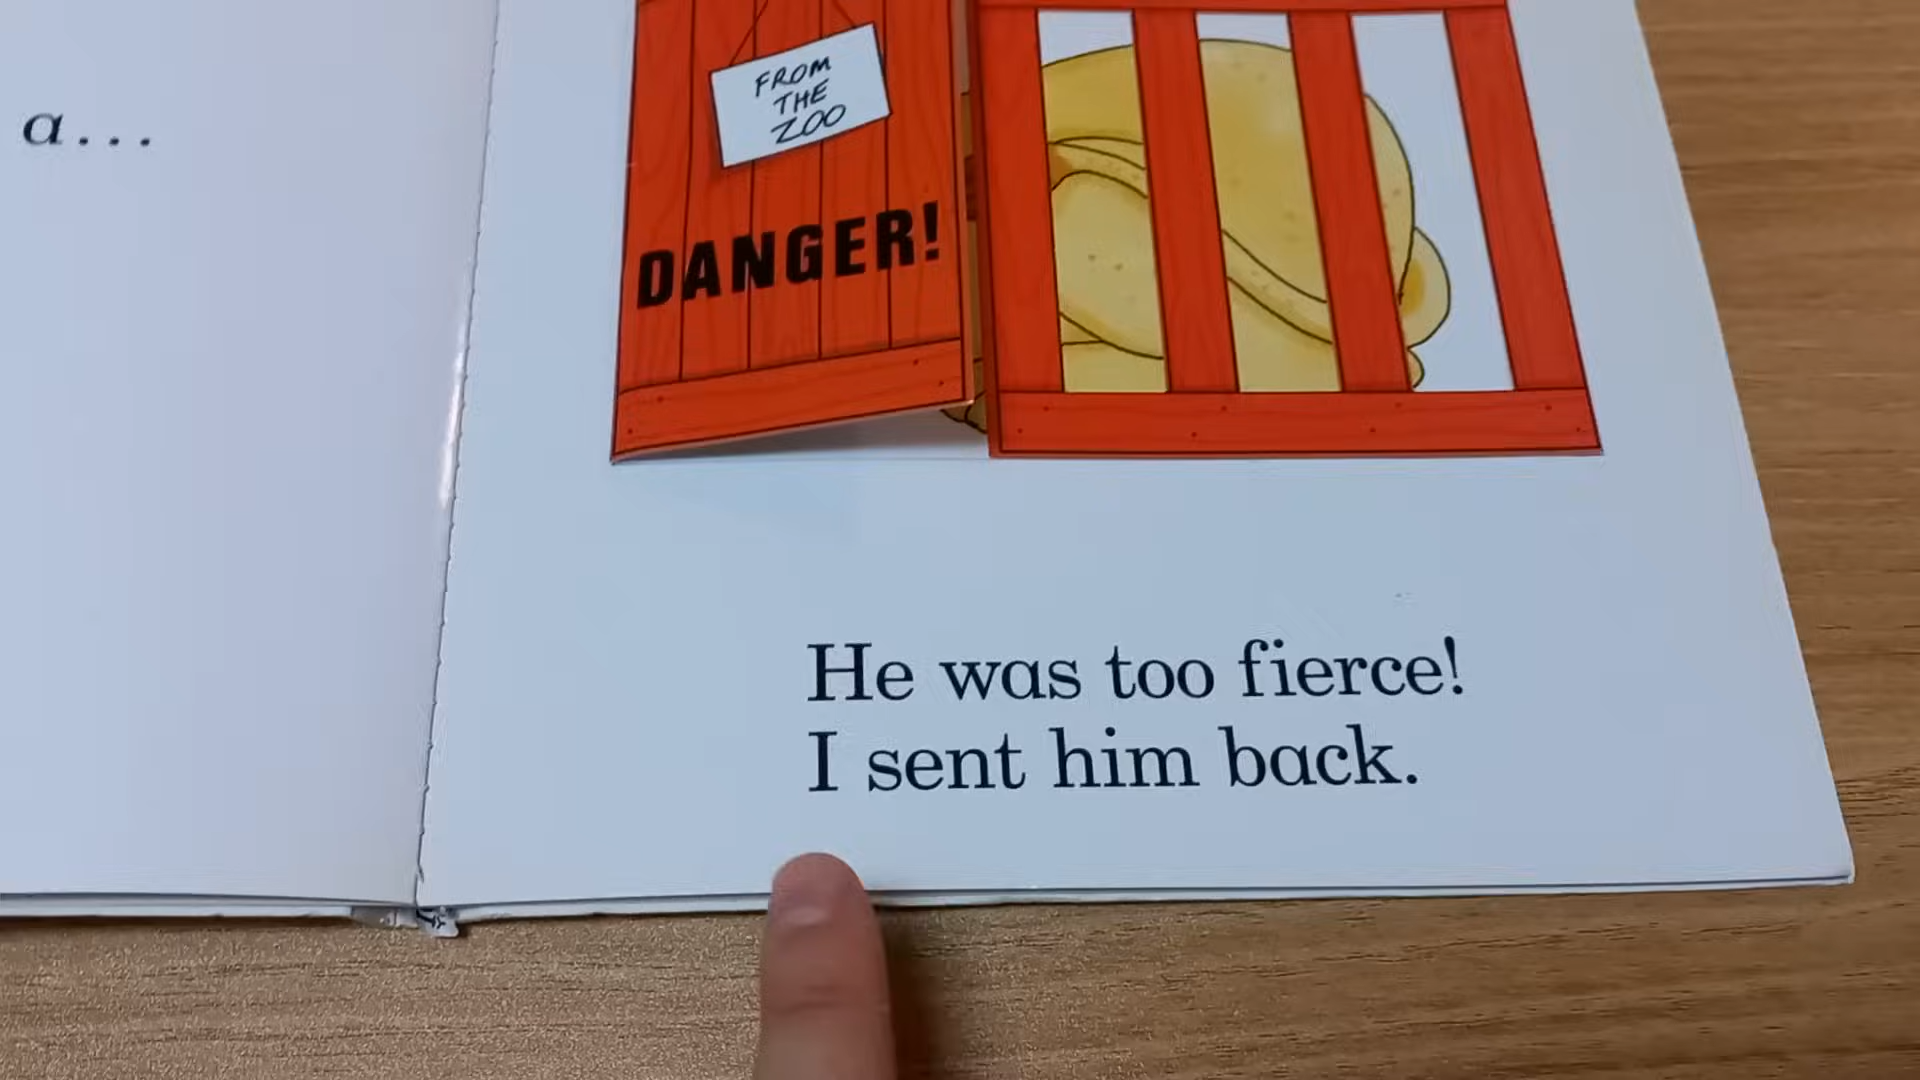 a...
FROM
THE
ZOO
DANGER!
He was too fierce!
I sent him back.